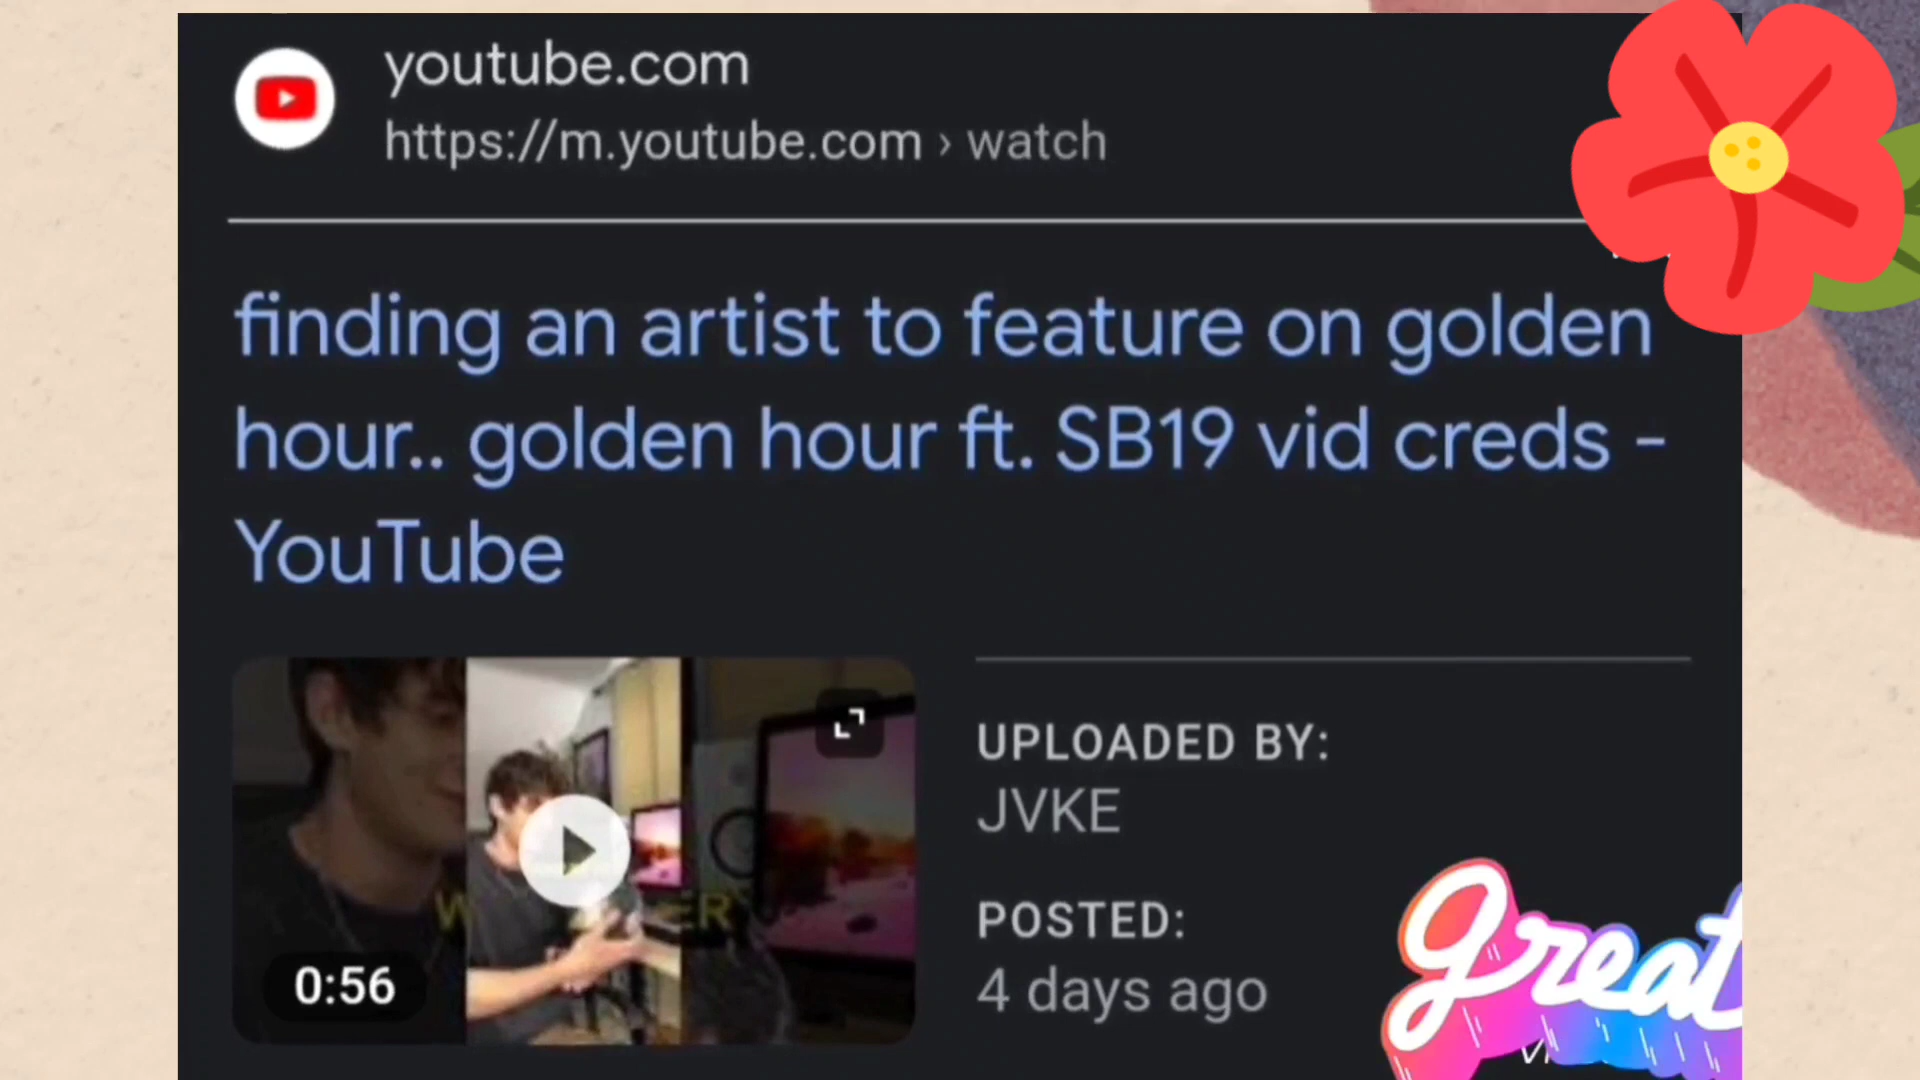 youtube.com
https://m.youtube.com › watch
finding an artist to feature on golden
hour.. golden hour ft. SB19 vid creds -
YouTube
0:56
UPLOADED BY:
JVKE
POSTED:
4 days ago
great